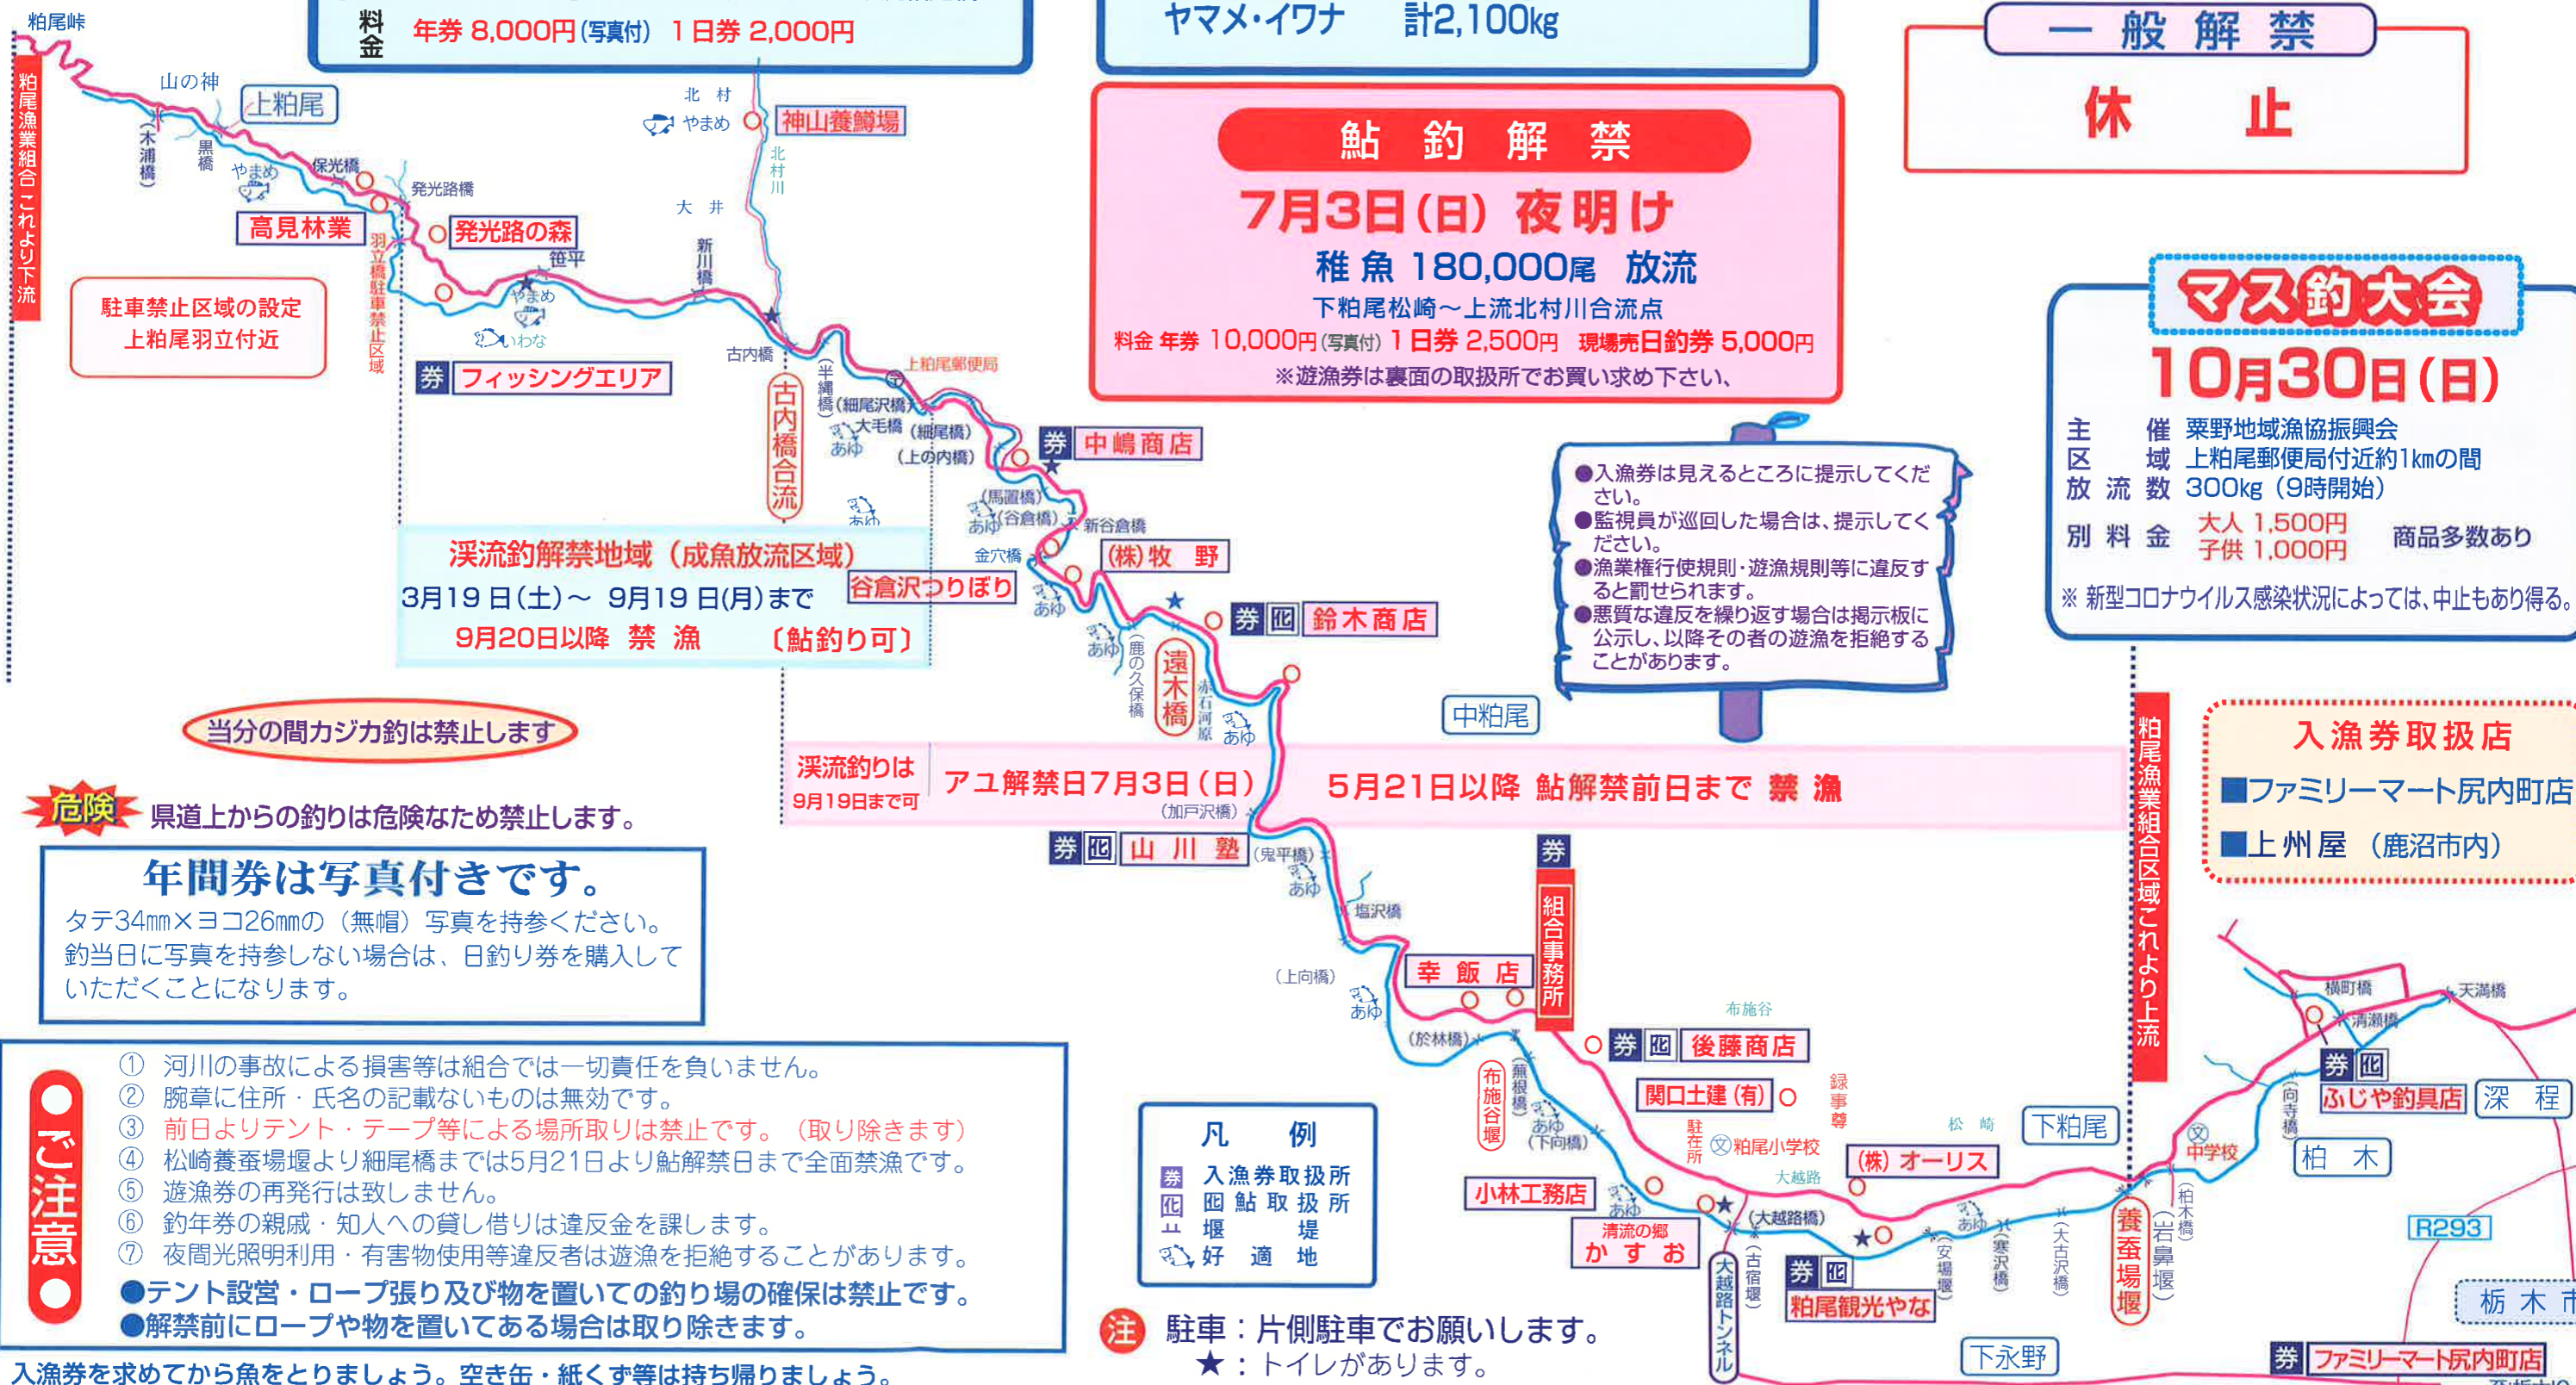 粕尾峠
料金
年券 8,000円(写真付) 1日券 2,000円
ヤマメ・イワナ 計2,100kg
一般解禁
休 止
粕尾漁業組合 これより下流
山の神
上粕尾
(木浦橋)
黒橋
やまめ
保光橋
発光路橋
高見林業
羽立橋駐車禁止区域
発光路の森
笹平
やまめ
いわな
券 フィッシングエリア
駐車禁止区域の設定
上粕尾羽立付近
北 村
やまめ
神山養鱒場
北村川
大 井
新川橋
古内橋
古内橋合流
(半縄橋)
上粕尾郵便局
(細尾沢橋)
大毛橋
(細尾橋)
あゆ
(上の内橋)
券 中嶋商店
鮎釣解禁
7月3日(日) 夜明け
稚魚 180,000尾 放流
下粕尾松崎～上流北村川合流点
料金 年券 10,000円(写真付) 1日券 2,500円 現場売日釣券 5,000円
※遊漁券は裏面の取扱所でお買い求め下さい、
マス釣大会
10月30日(日)
主催 粟野地域漁協振興会
区域 上粕尾郵便局付近約1kmの間
放流数 300kg (9時開始)
別料金 大人 1,500円
子供 1,000円
商品多数あり
※ 新型コロナウイルス感染状況によっては、中止もあり得る。
●入漁券は見えるところに提示してくだ
さい。
●監視員が巡回した場合は、提示してく
ださい。
●漁業権行使規則・遊漁規則等に違反す
ると罰せられます。
●悪質な違反を繰り返す場合は掲示板に
公示し、以降その者の遊漁を拒絶する
ことがあります。
あゆ
(馬置橋)
あゆ
(谷倉橋)
新谷倉橋
金穴橋
(株)牧 野
谷倉沢つりぼり
あゆ
渓流釣解禁地域(成魚放流区域)
3月19日(土)～ 9月19日(月)まで
9月20日以降 禁 漁 〔鮎釣り可〕
券 囮 鈴木商店
あゆ
(鹿の久保橋)
遠木橋
赤石河原
あゆ
中粕尾
当分の間カジカ釣は禁止します
渓流釣りは
9月19日まで可
アユ解禁日7月3日(日)
5月21日以降 鮎解禁前日まで 禁 漁
(加戸沢橋)
粕尾漁業組合区域これより上流
入漁券取扱店
■ファミリーマート尻内町店
■上州屋 (鹿沼市内)
危険 県道上からの釣りは危険なため禁止します。
年間券は写真付きです。
タテ34㎜×ヨコ26㎜の(無帽)写真を持参ください。
釣当日に写真を持参しない場合は、日釣り券を購入して
いただくことになります。
券 囮 山川塾
(鬼平橋)
あゆ
塩沢橋
(上向橋)
あゆ
幸飯店
券
組合事務所
(於林橋)
布施谷堰
(蕪根橋)
あゆ
(下向橋)
布施谷
券 囮 後藤商店
関口土建(有)
録事尊
駐在所
文 粕尾小学校
松 崎
下粕尾
(株)オーリス
大越路
小林工務店
あゆ
清流の郷
かすお
(大越路橋)
(古宿堰)
大越路トンネル
券 囮
粕尾観光やな
あゆ
(安場堰)
(寒沢橋)
(大古沢橋)
養蚕場堰
(岩鼻堰)
(柏木橋)
文
中学校
(向寺橋)
柏 木
横町橋
清瀬橋
天満橋
券 囮
ふじや釣具店
深 程
R293
栃木市
下永野
券 ファミリーマート尻内町店
ご注意
① 河川の事故による損害等は組合では一切責任を負いません。
② 腕章に住所・氏名の記載ないものは無効です。
③ 前日よりテント・テープ等による場所取りは禁止です。(取り除きます)
④ 松崎養蚕場堰より細尾橋までは5月21日より鮎解禁日まで全面禁漁です。
⑤ 遊漁券の再発行は致しません。
⑥ 釣年券の親戚・知人への貸し借りは違反金を課します。
⑦ 夜間光照明利用・有害物使用等違反者は遊漁を拒絶することがあります。
●テント設営・ロープ張り及び物を置いての釣り場の確保は禁止です。
●解禁前にロープや物を置いてある場合は取り除きます。
入漁券を求めてから魚をとりましょう。空き缶・紙くず等は持ち帰りましょう。
凡 例
券 入漁券取扱所
囮 囮鮎取扱所
堰 堤
好適地
注 駐車：片側駐車でお願いします。
★：トイレがあります。